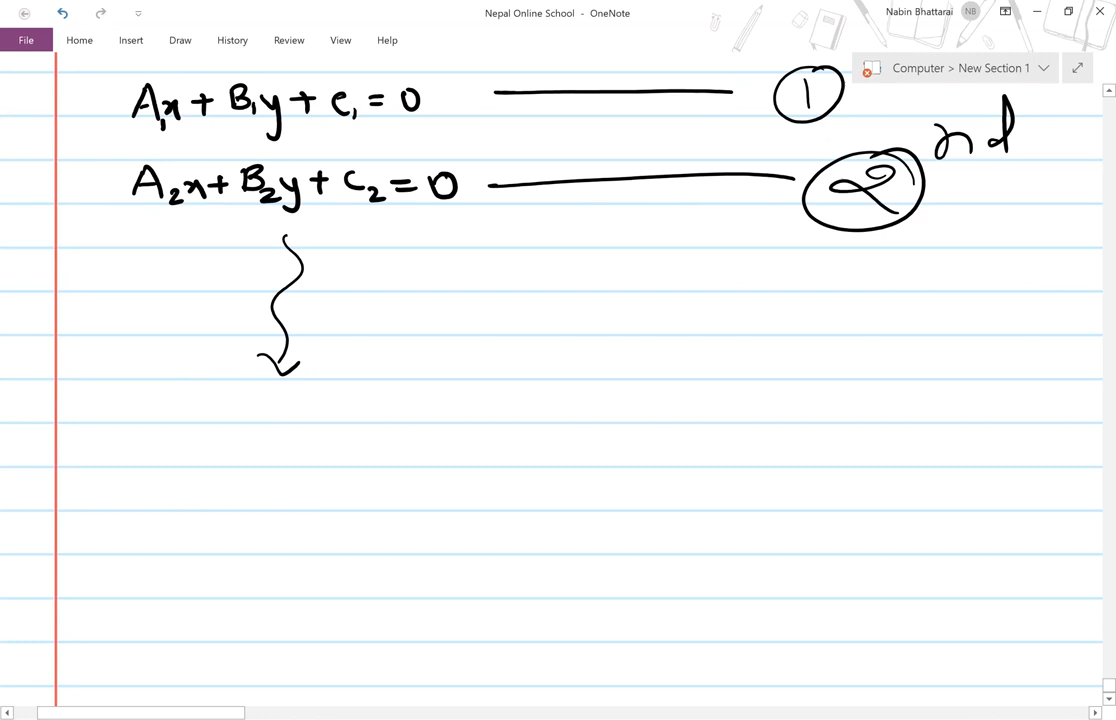 Nepal Online School - OneNote
Nabin Bhattarai NB
File Home Insert Draw History Review View Help
Computer > New Section 1
A₁x + B₁y + C₁ = 0 ——— 1
nd
A₂x + B₂y + C₂ = 0 ——— 2